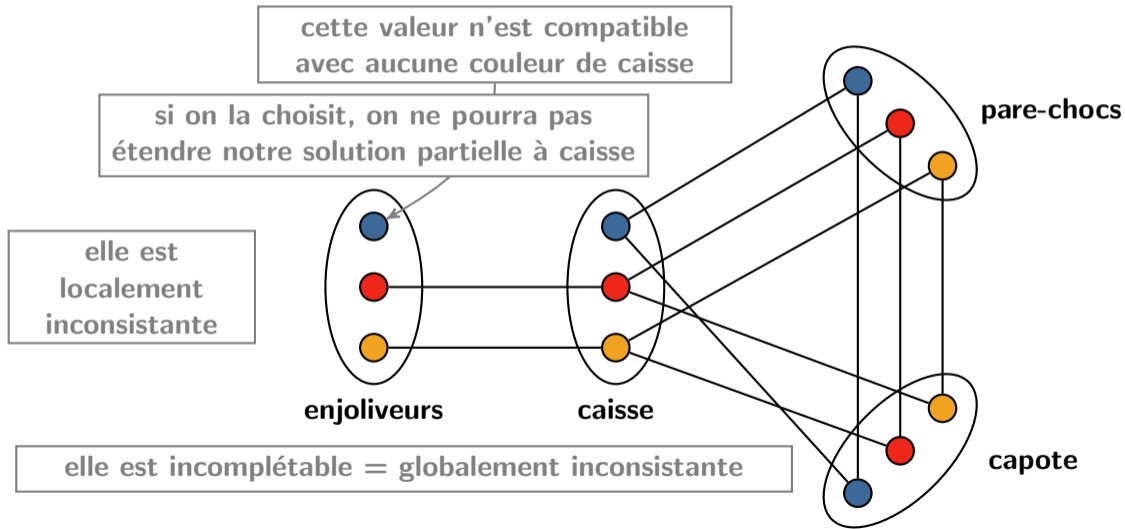 cette valeur n'est compatible
avec aucune couleur de caisse
si on la choisit, on ne pourra pas
étendre notre solution partielle à caisse
pare-chocs
elle est
localement
inconsistante
enjoliveurs
caisse
capote
elle est incomplétable = globalement inconsistante